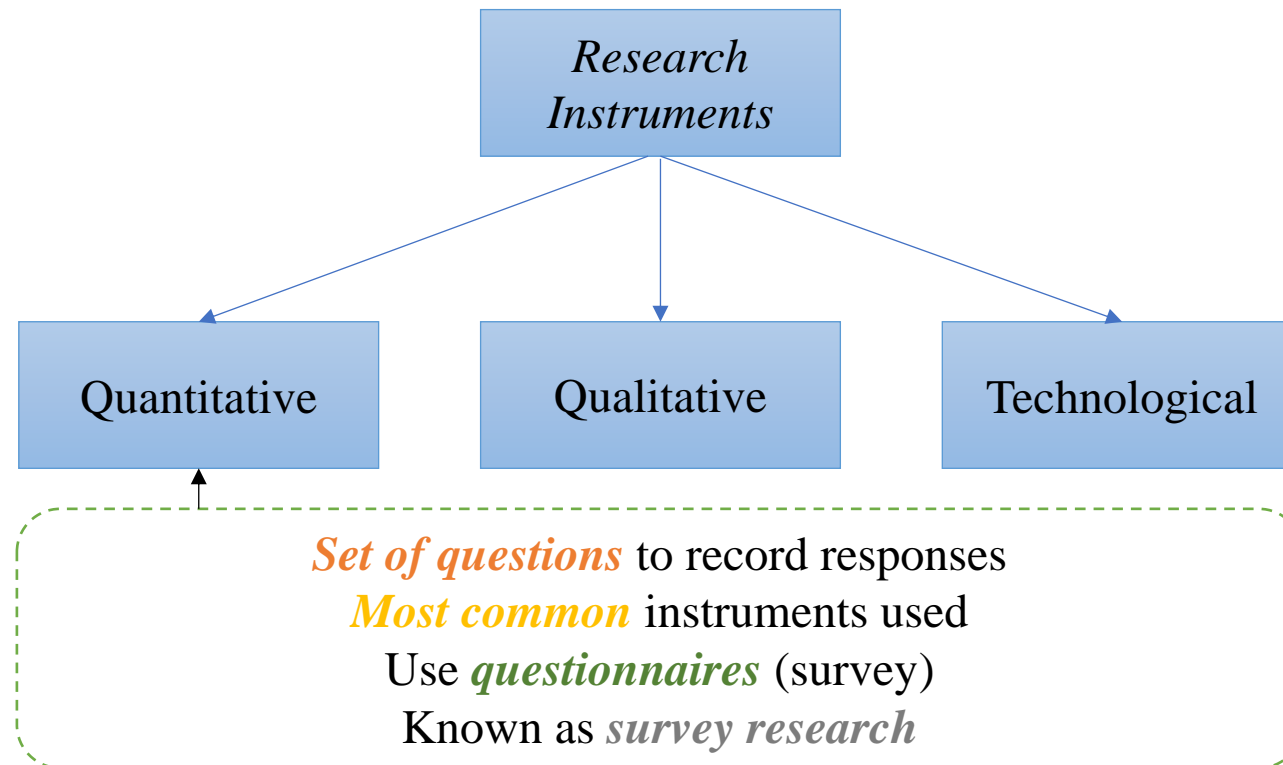 Research
Instruments
Quantitative
Qualitative
Technological
Set of questions to record responses
Most common instruments used
Use questionnaires (survey)
Known as survey research